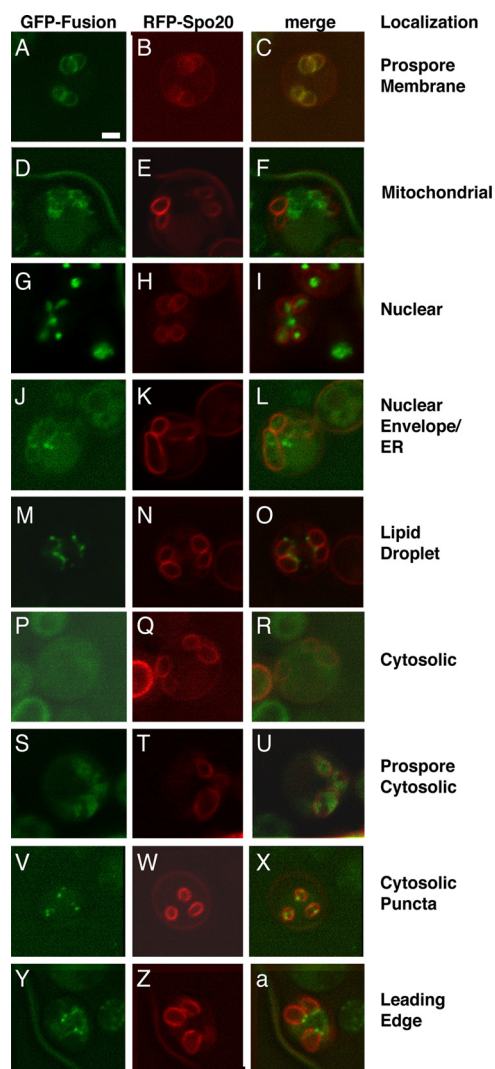 GFP-Fusion RFP-Spo20 merge Localization
A B C Prospore
Membrane
D E F Mitochondrial
G H I Nuclear
J K L Nuclear
Envelope/
ER
M N O Lipid
Droplet
P Q R Cytosolic
S T U Prospore
Cytosolic
V W X Cytosolic
Puncta
Y Z a Leading
Edge